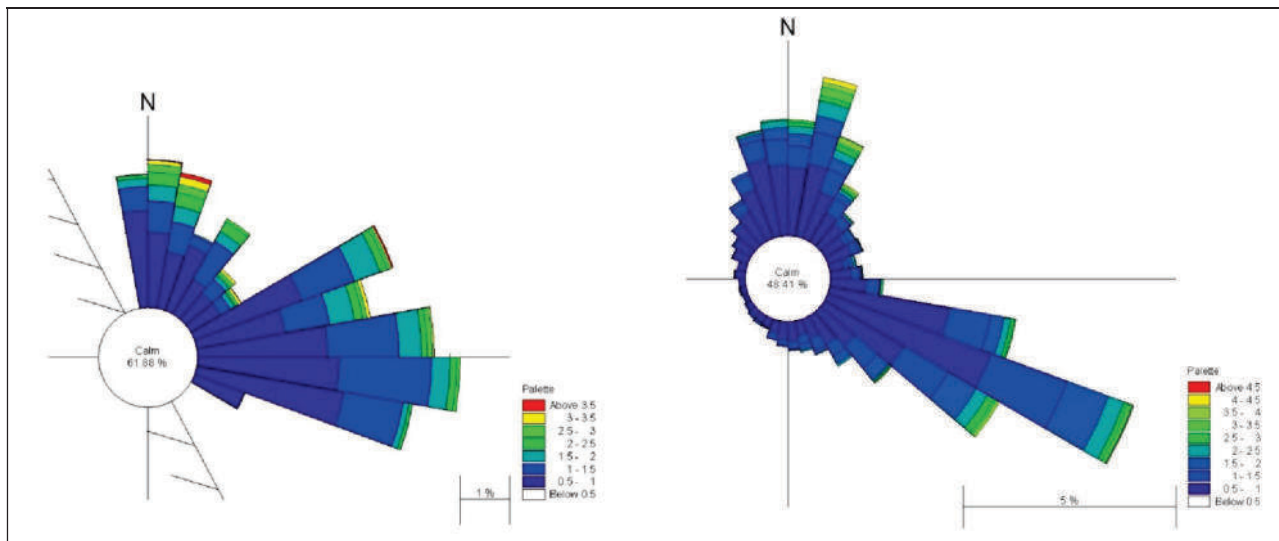 N
Calm
61.88 %
Palette
Above 3.5
3 - 3.5
2.5 - 3
2 - 2.5
1.5 - 2
1 - 1.5
0.5 - 1
Below 0.5
1 %
N
Calm
48.41 %
Palette
Above 4.5
4 - 4.5
3.5 - 4
3 - 3.5
2.5 - 3
2 - 2.5
1.5 - 2
1 - 1.5
0.5 - 1
Below 0.5
5 %